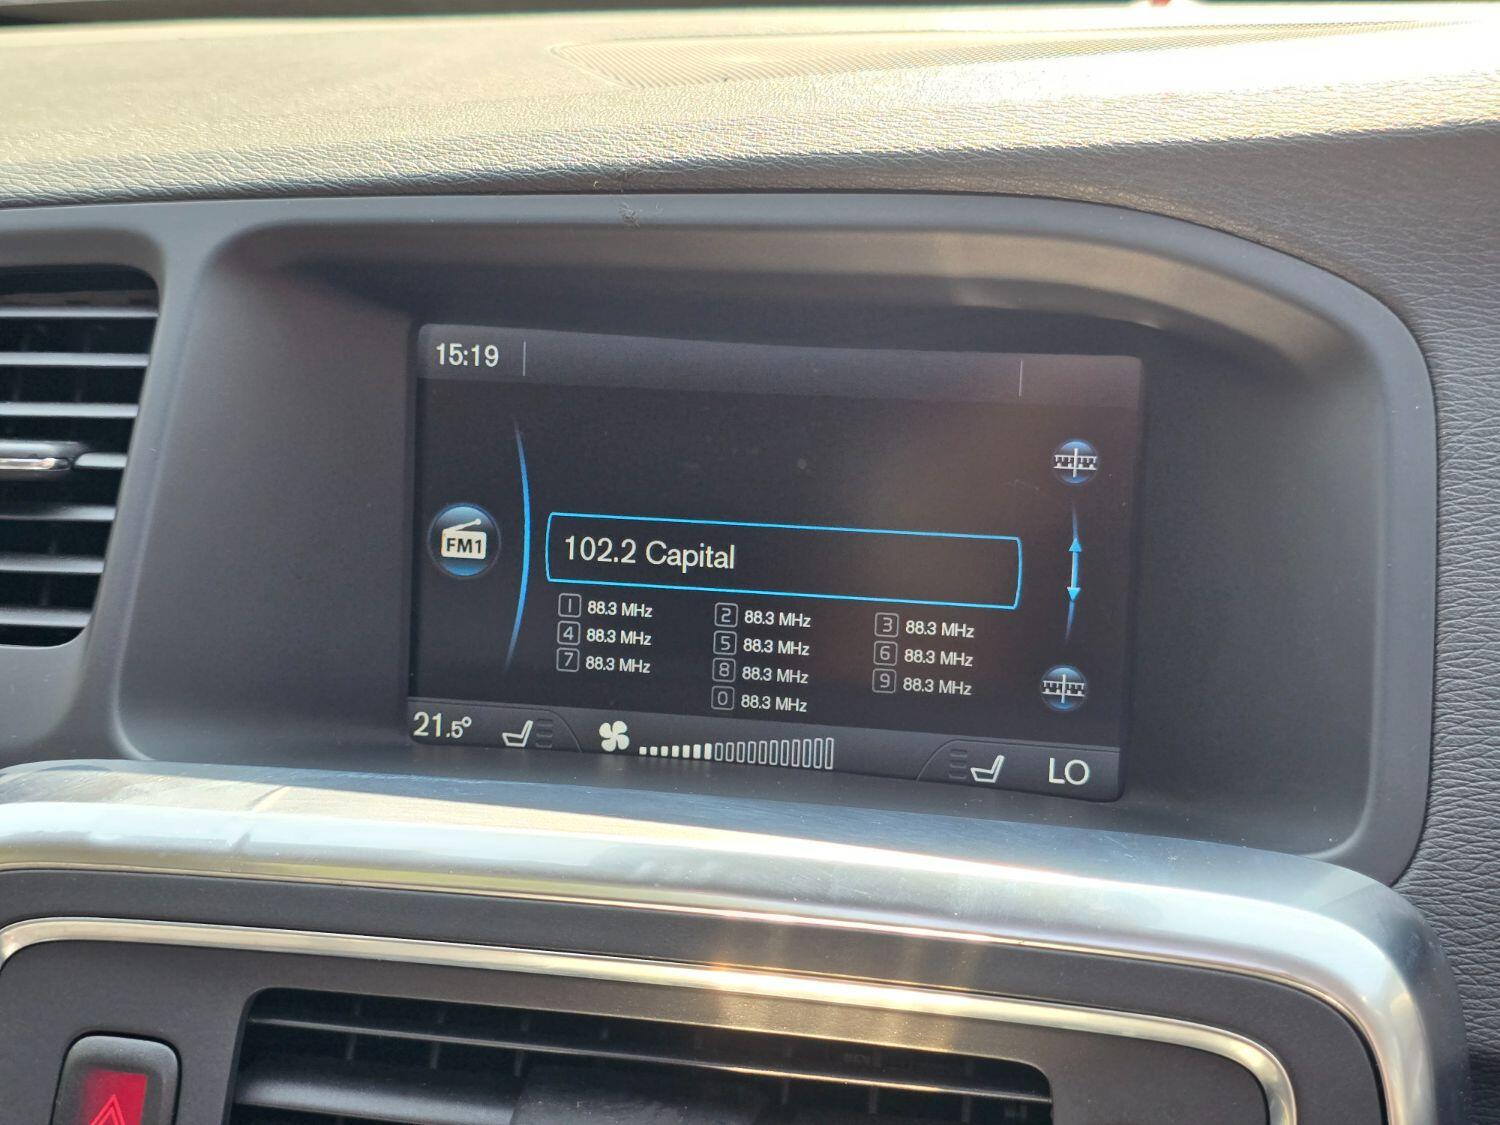 15:19
FM1
102.2 Capital
1 88.3 MHz 2 88.3 MHz 3 88.3 MHz
4 88.3 MHz 5 88.3 MHz 6 88.3 MHz
7 88.3 MHz 8 88.3 MHz 9 88.3 MHz
0 88.3 MHz
21.5° LO